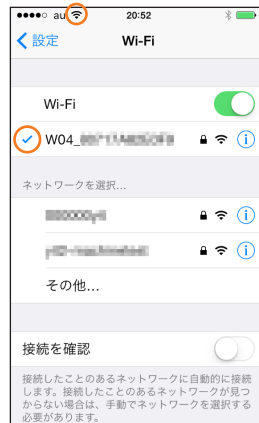 au 20:52
設定 Wi-Fi
Wi-Fi
W04_
ネットワークを選択...
その他...
接続を確認
接続したことのあるネットワークに自動的に接続
します。接続したことのあるネットワークが見つ
からない場合は、手動でネットワークを選択する
必要があります。